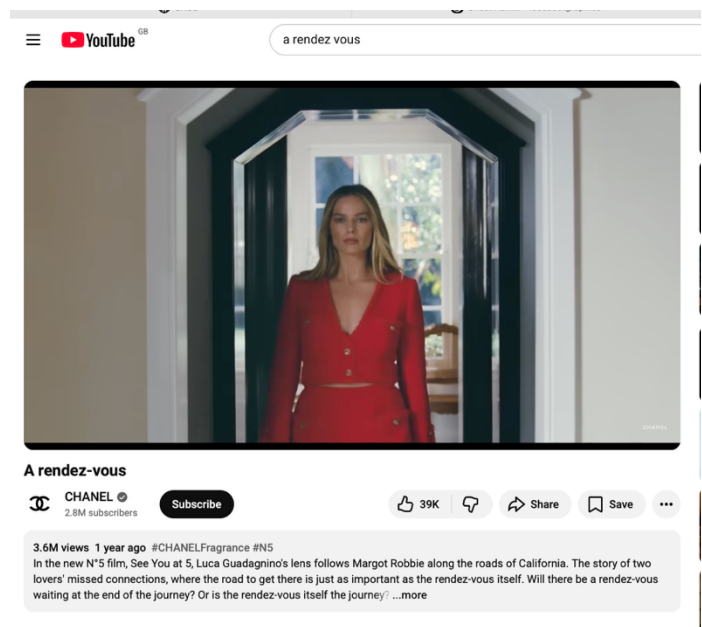 YouTube GB
a rendez vous
CHANEL
A rendez-vous
CHANEL
2.8M subscribers
Subscribe
39K
Share
Save
3.6M views 1 year ago #CHANELFragrance #N5
In the new N°5 film, See You at 5, Luca Guadagnino's lens follows Margot Robbie along the roads of California. The story of two
lovers' missed connections, where the road to get there is just as important as the rendez-vous itself. Will there be a rendez-vous
waiting at the end of the journey? Or is the rendez-vous itself the journey? ...more